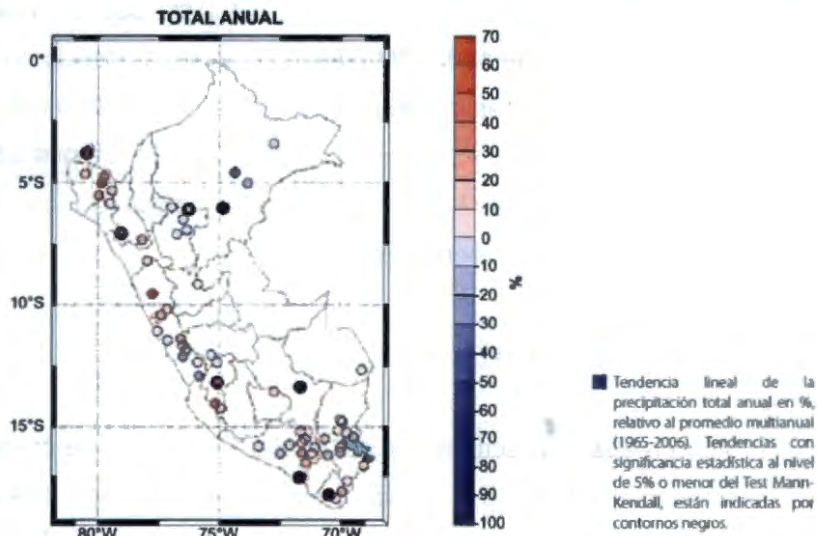 TOTAL ANUAL
0°
5°S
10°S
15°S
80°W
75°W
70°W
70
60
50
40
30
20
10
0
-10
-20
-30
-40
-50
-60
-70
-80
-90
-100
%
Tendencia lineal de la
precipitación total anual en %,
relativo al promedio multianual
(1965-2006). Tendencias con
significancia estadística al nivel
de 5% o menor del Test Mann-
Kendall, están indicadas por
contornos negros.